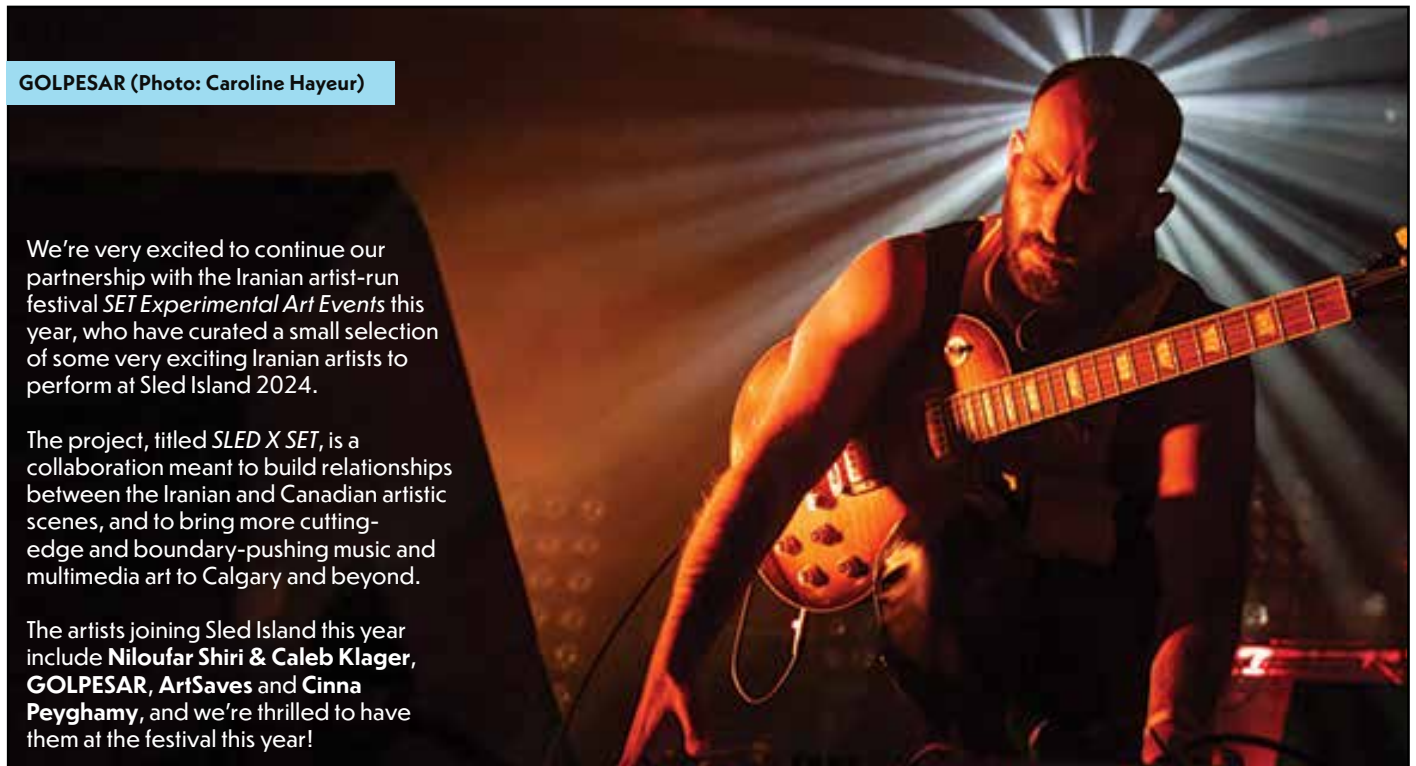 GOLPESAR (Photo: Caroline Hayeur)
We're very excited to continue our
partnership with the Iranian artist-run
festival SET Experimental Art Events this
year, who have curated a small selection
of some very exciting Iranian artists to
perform at Sled Island 2024.
The project, titled SLED X SET, is a
collaboration meant to build relationships
between the Iranian and Canadian artistic
scenes, and to bring more cutting-
edge and boundary-pushing music and
multimedia art to Calgary and beyond.
The artists joining Sled Island this year
include Niloufar Shiri & Caleb Klager,
GOLPESAR, ArtSaves and Cinna
Peyghamy, and we're thrilled to have
them at the festival this year!